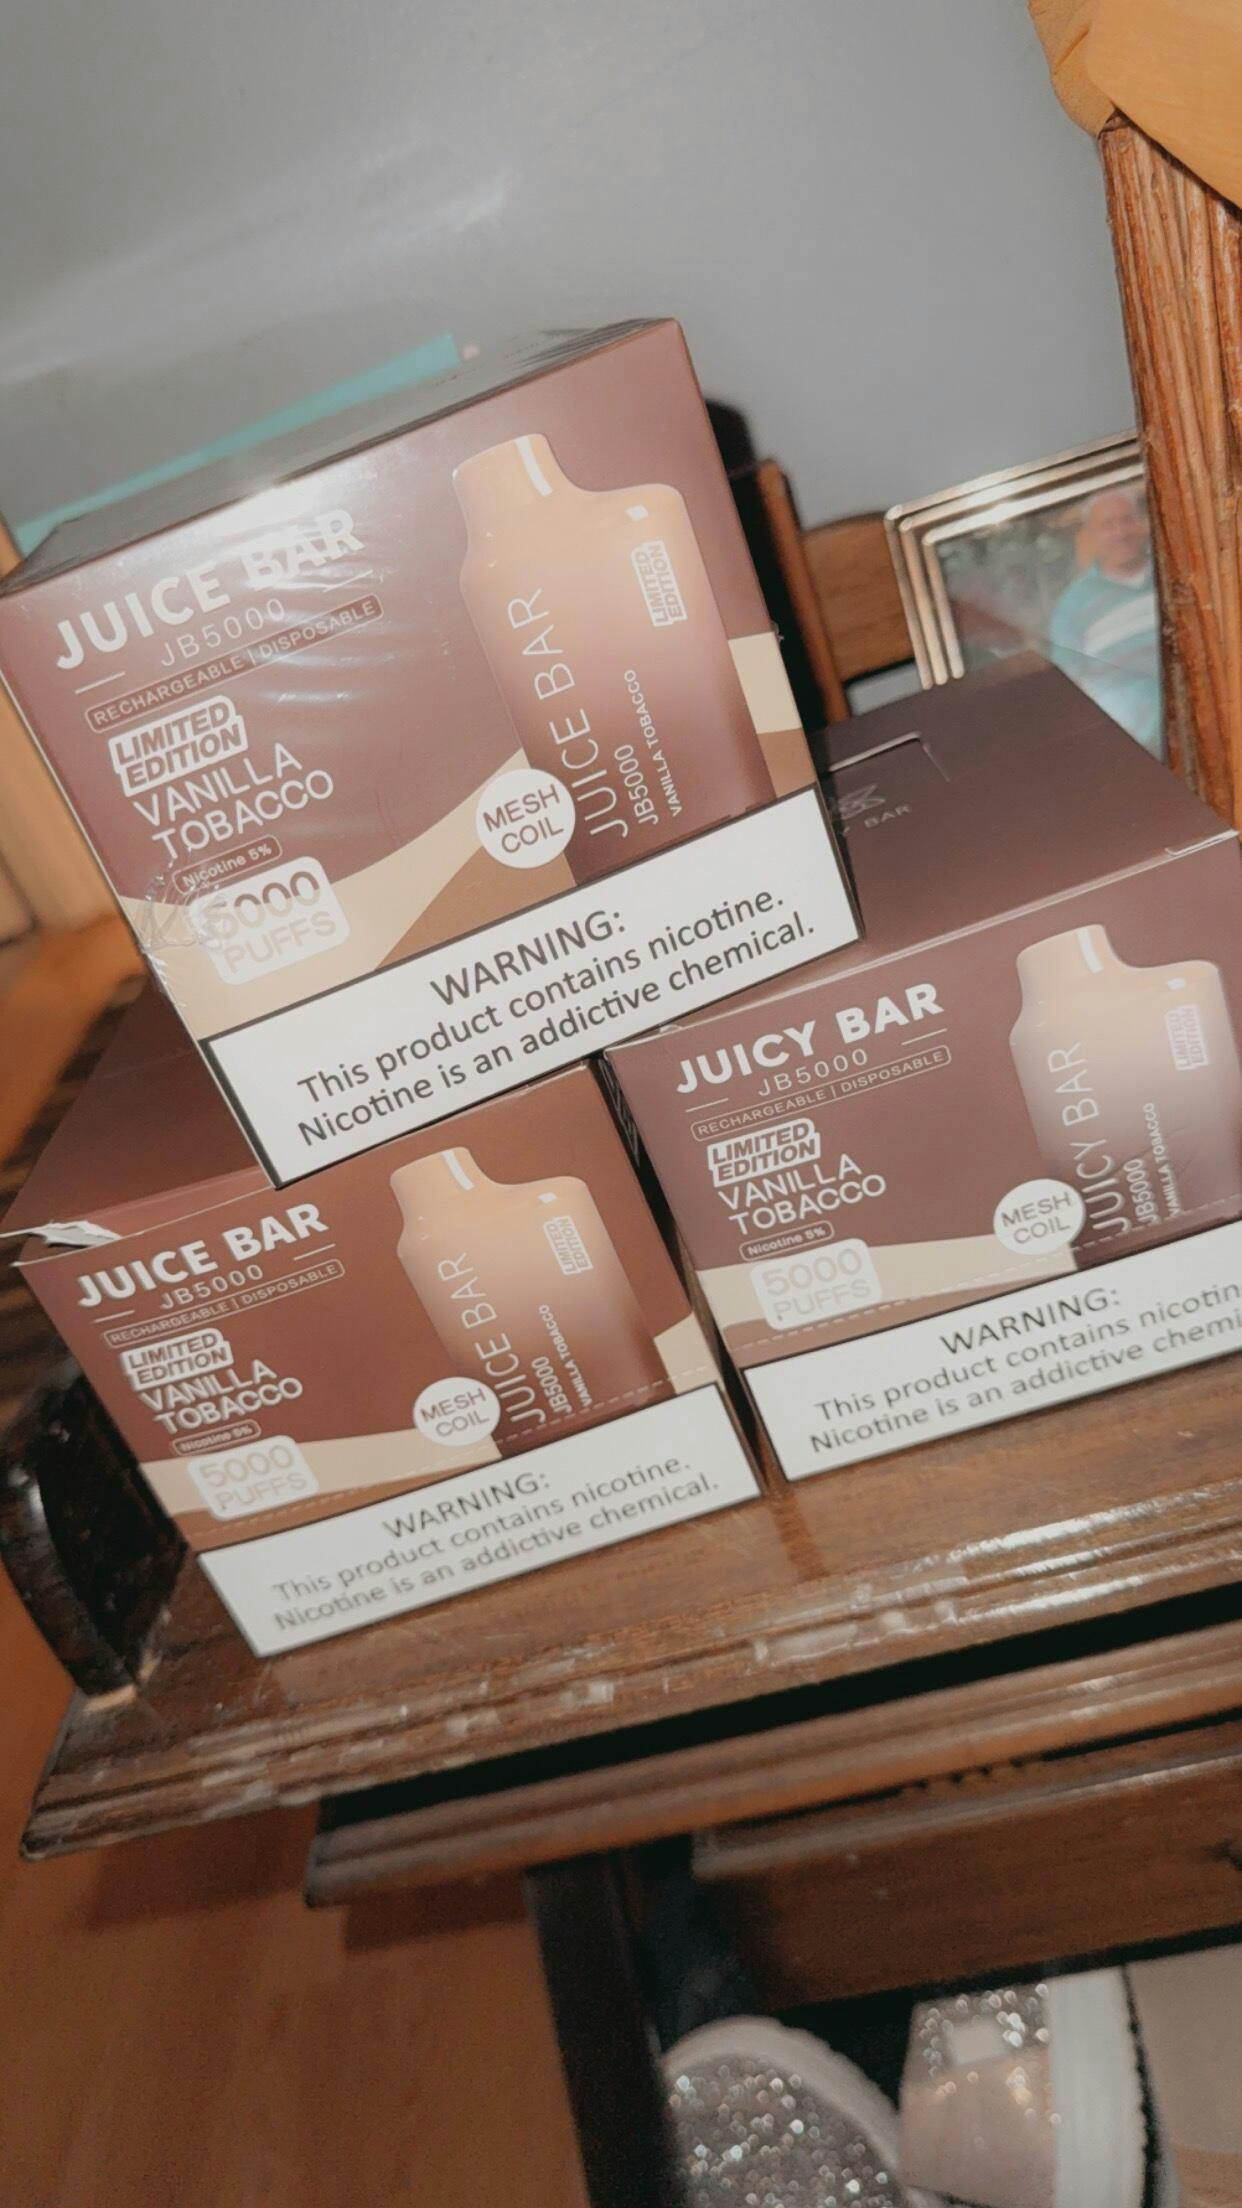 JUICE BAR
JB5000
RECHARGEABLE | DISPOSABLE
LIMITED
EDITION
VANILLA
TOBACCO
Nicotine 5%
5000
PUFFS
MESH
COIL
JUICE BAR
JB5000
VANILLA TOBACCO
LIMITED
EDITION
WARNING:
This product contains nicotine.
Nicotine is an addictive chemical.
Y BAR
JUICY BAR
JB5000
RECHARGEABLE | DISPOSABLE
LIMITED
EDITION
VANILLA
TOBACCO
Nicotine 5%
5000
PUFFS
MESH
COIL
JUICY BAR
JB5000
VANILLA TOBACCO
LIMITED
EDITION
WARNING:
This product contains nicotin
Nicotine is an addictive chemi
JUICE BAR
JB5000
RECHARGEABLE | DISPOSABLE
LIMITED
EDITION
VANILLA
TOBACCO
Nicotine 5%
5000
PUFFS
MESH
COIL
JUICE BAR
JB5000
VANILLA TOBACCO
LIMITED
EDITION
WARNING:
This product contains nicotine.
Nicotine is an addictive chemical.